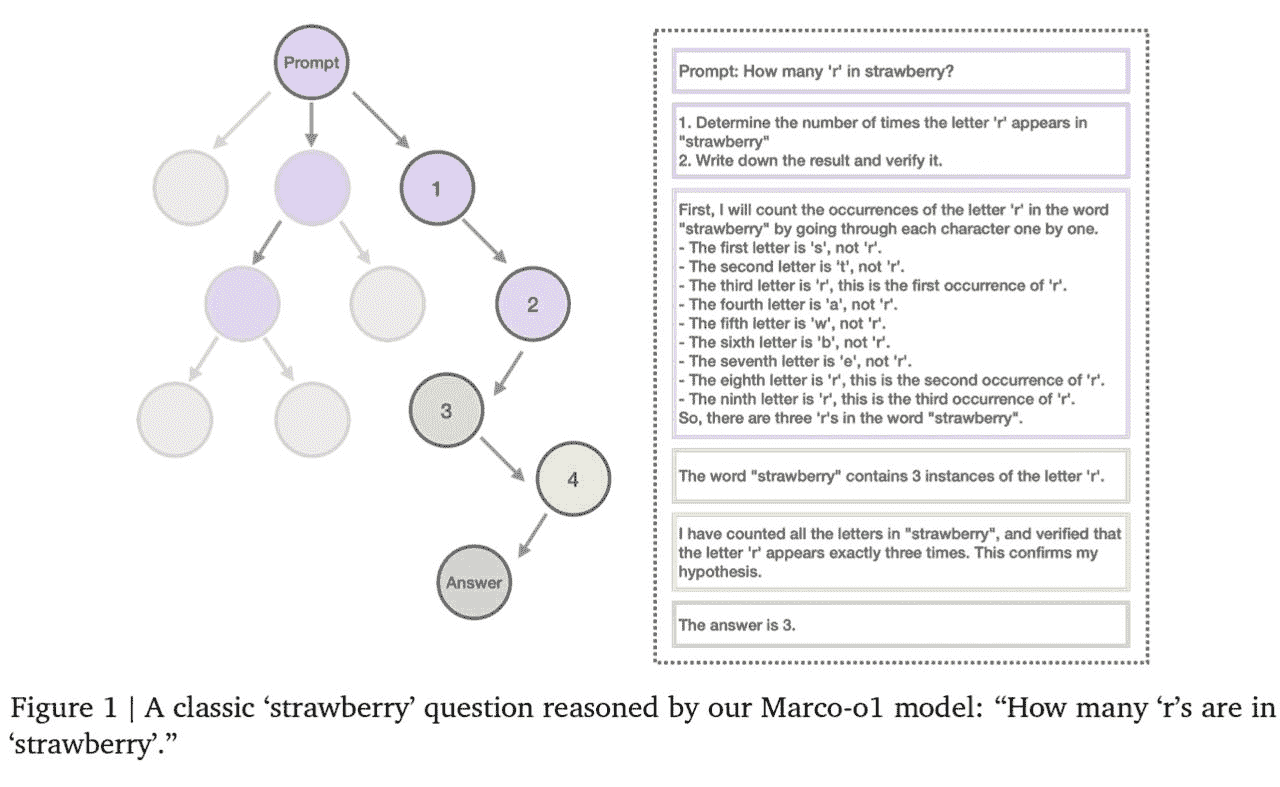 Prompt
1
2
3
4
Answer
Prompt: How many 'r' in strawberry?
1. Determine the number of times the letter 'r' appears in
"strawberry"
2. Write down the result and verify it.
First, I will count the occurrences of the letter 'r' in the word
"strawberry" by going through each character one by one.
- The first letter is 's', not 'r'.
- The second letter is 't', not 'r'.
- The third letter is 'r', this is the first occurrence of 'r'.
- The fourth letter is 'a', not 'r'.
- The fifth letter is 'w', not 'r'.
- The sixth letter is 'b', not 'r'.
- The seventh letter is 'e', not 'r'.
- The eighth letter is 'r', this is the second occurrence of 'r'.
- The ninth letter is 'r', this is the third occurrence of 'r'.
So, there are three 'r's in the word "strawberry".
The word "strawberry" contains 3 instances of the letter 'r'.
I have counted all the letters in "strawberry", and verified that
the letter 'r' appears exactly three times. This confirms my
hypothesis.
The answer is 3.
Figure 1 | A classic ‘strawberry’ question reasoned by our Marco-o1 model: “How many ‘r’s are in
‘strawberry’.”